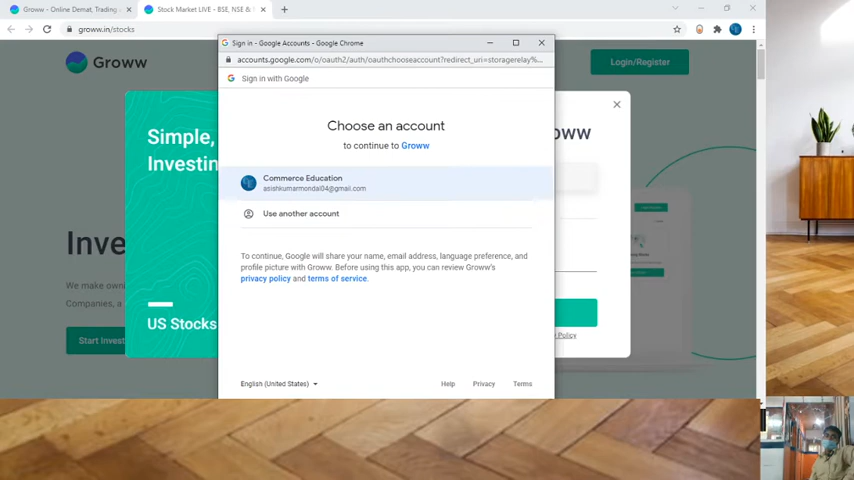 Groww - Online Demat, Trading
Stock Market LIVE - BSE, NSE &
groww.in/stocks
Groww
Login/Register
Sign in - Google Accounts - Google Chrome
accounts.google.com/o/oauth2/auth/oauthchooseaccount?redirect_uri=storagerelay%...
Sign in with Google
Choose an account
to continue to Groww
Commerce Education
asishkumarmondal04@gmail.com
Use another account
To continue, Google will share your name, email address, language preference, and
profile picture with Groww. Before using this app, you can review Groww's
privacy policy and terms of service.
English (United States)
Help Privacy Terms
Simple,
Investin
US Stocks
oww
Policy
Inve
We make own
Companies, a
Start Invest